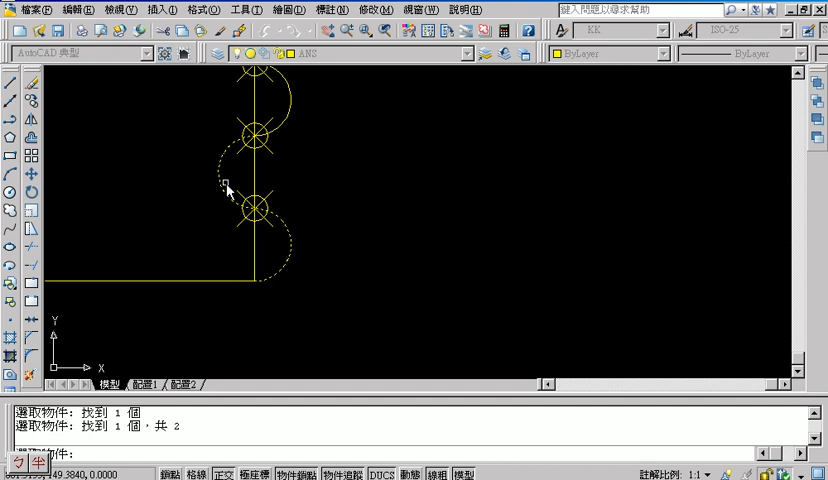 檔案(F) 編輯(E) 檢視(V) 插入(I) 格式(O) 工具(T) 繪圖(D) 標註(N) 修改(M) 視窗(W) 說明(H) 鍵入問題以尋求幫助
KK ISO-25
AutoCAD 典型 ANS ByLayer ByLayer
Y
X
模型 配置1 配置2
選取物件: 找到 1 個
選取物件: 找到 1 個，共 2
選取物件:
ㄅ 半
149.3840, 0.0000 鎖點 格線 正交 極座標 物件鎖點 物件追蹤 DUCS 動態 線粗 模型 註解比例: 1:1